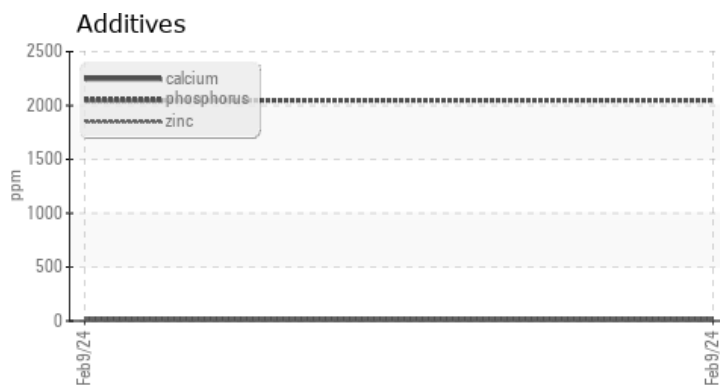 Additives
2500
2000
1500
1000
500
0
ppm
calcium
phosphorus
zinc
Feb9/24
Feb9/24